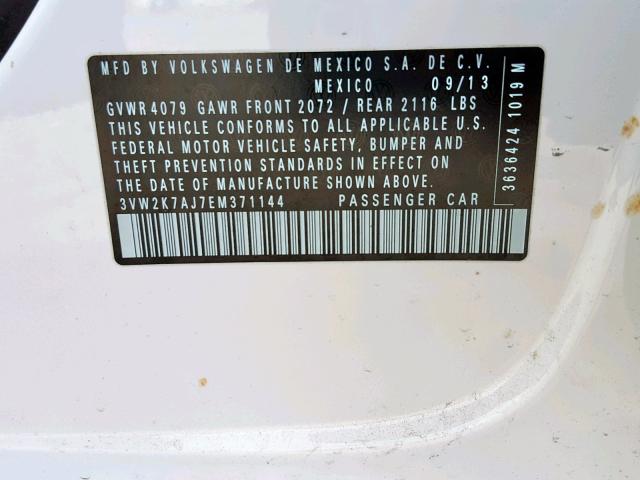 MFD BY VOLKSWAGEN DE MEXICO S.A. DE C.V.
MEXICO 09/13
GVWR 4079 GAWR FRONT 2072 / REAR 2116 LBS
THIS VEHICLE CONFORMS TO ALL APPLICABLE U.S.
FEDERAL MOTOR VEHICLE SAFETY, BUMPER AND
THEFT PREVENTION STANDARDS IN EFFECT ON
THE DATE OF MANUFACTURE SHOWN ABOVE.
3VW2K7AJ7EM371144 PASSENGER CAR
3636424 1019 M